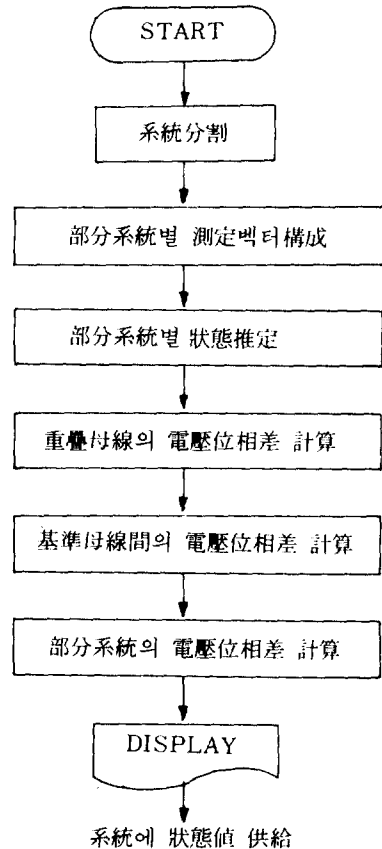 START
系統分割
部分系統별 測定벡터構成
部分系統별 狀態推定
重疊母線의 電壓位相差 計算
基準母線間의 電壓位相差 計算
部分系統의 電壓位相差 計算
DISPLAY
系統에 狀態値 供給